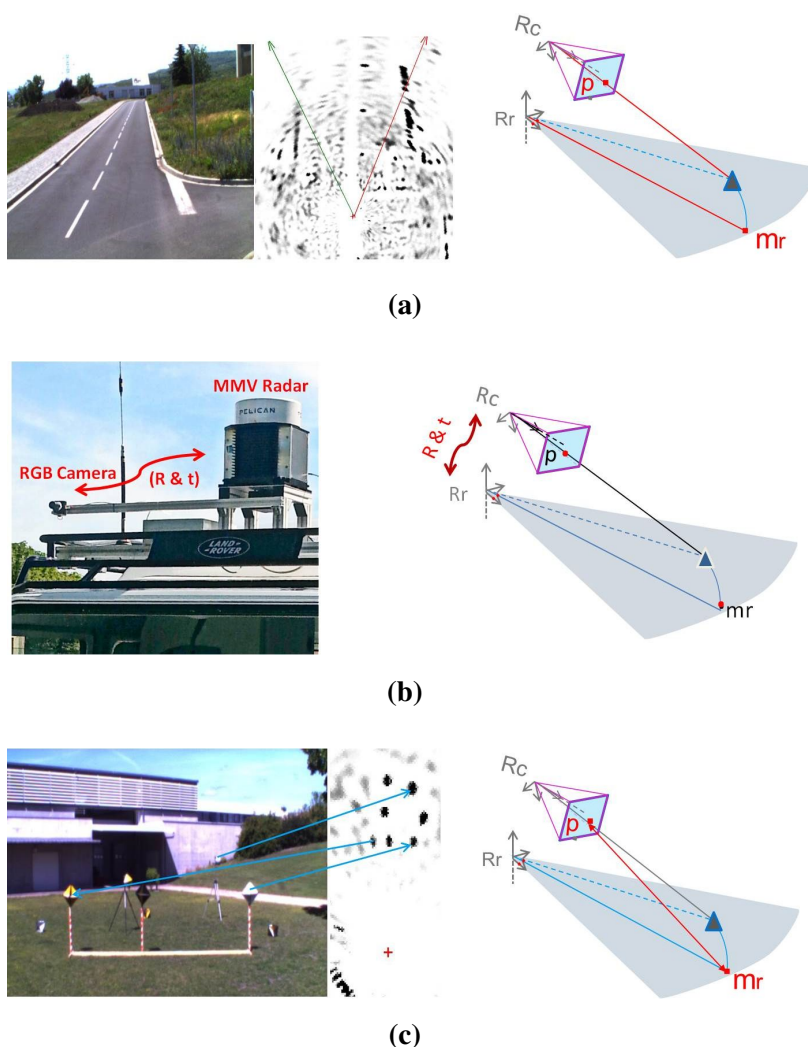 Rc
p
Rr
mr
(a)
MMV Radar
PELICAN
RGB Camera
(R & t)
LAND-
-ROVER
Rc
R & t
p
Rr
mr
(b)
Rc
p
Rr
mr
(c)